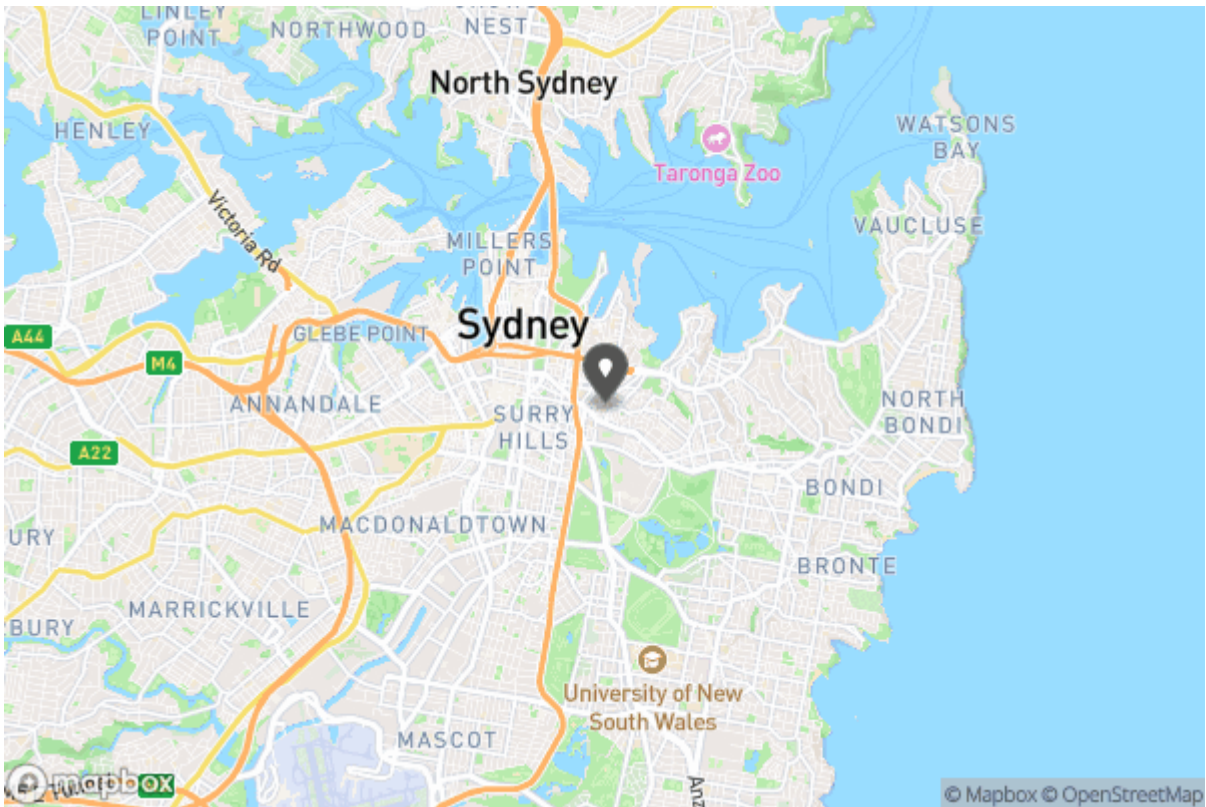 LINLEY
POINT
NORTHWOOD
NEST
North Sydney
HENLEY
Taronga Zoo
WATSONS
BAY
Victoria Rd
VAUCLUSE
MILLERS
POINT
Sydney
GLEBE POINT
A44
M4
ANNANDALE
SURRY
HILLS
NORTH
BONDI
A22
BONDI
MACDONALDTOWN
URY
BRONTE
MARRICKVILLE
BURY
University of New
South Wales
MASCOT
mapbox
Anz
© Mapbox © OpenStreetMap